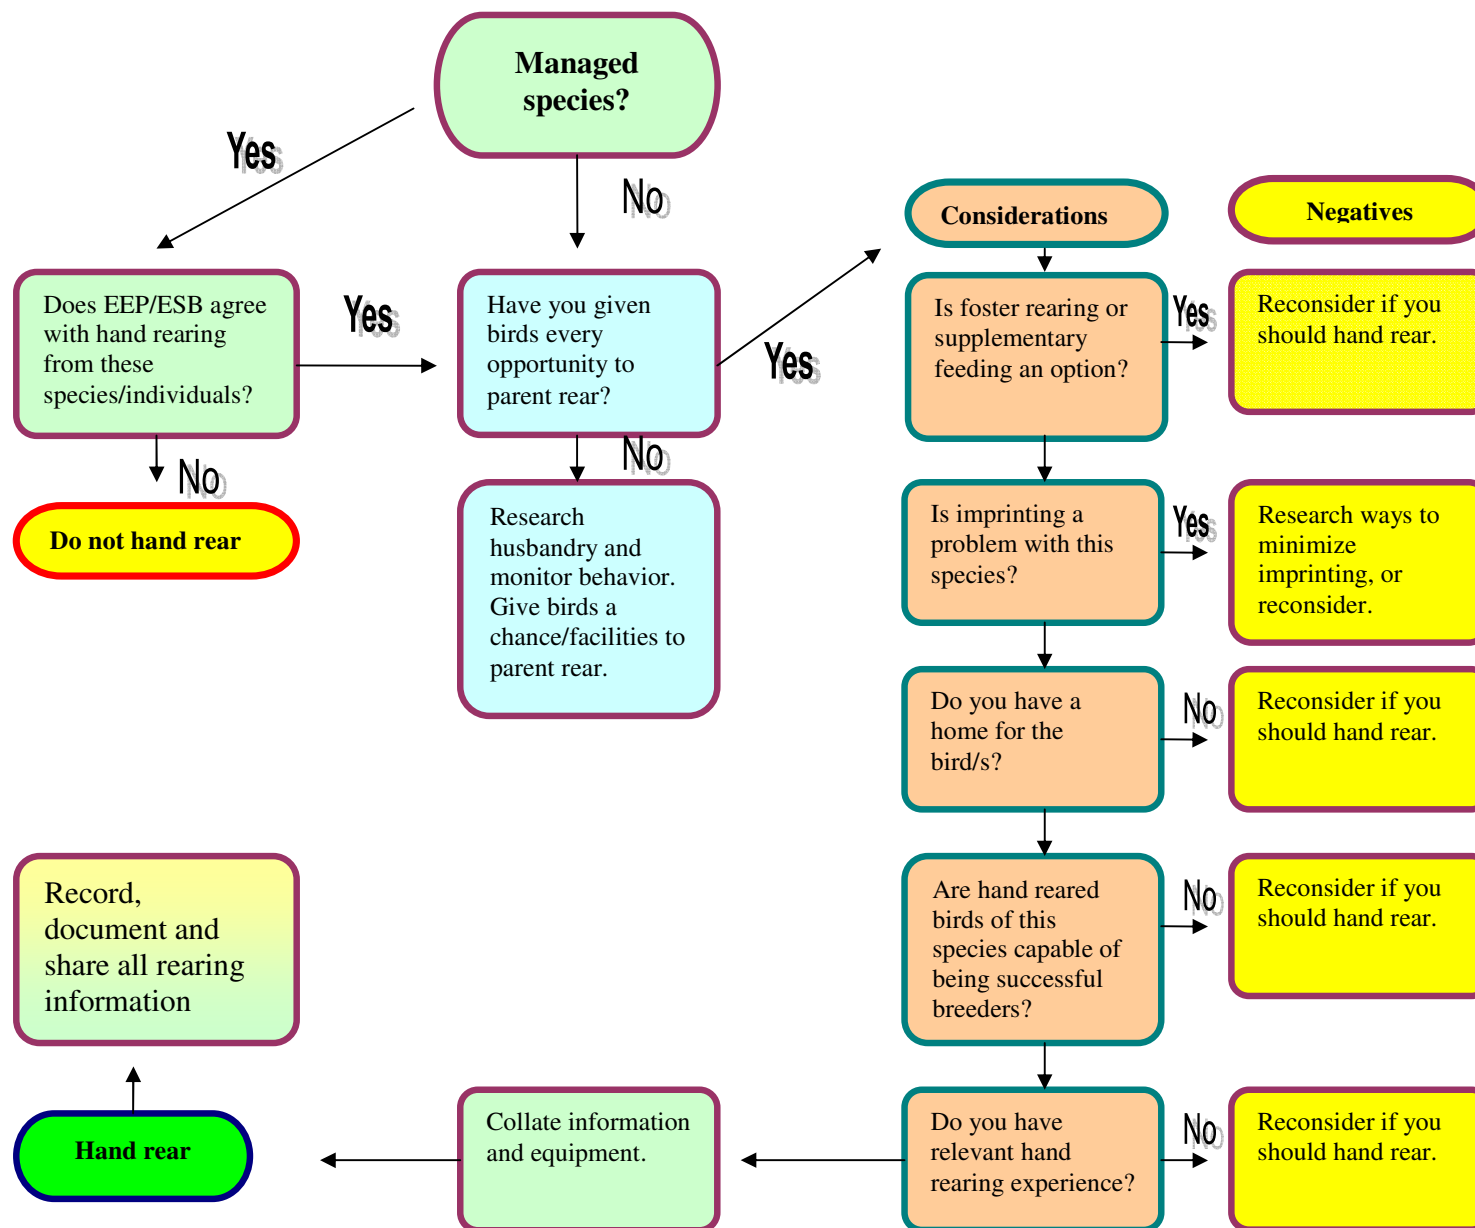 Managed
species?
Yes
No
Does EEP/ESB agree
with hand rearing
from these
species/individuals?
Yes
No
Do not hand rear
Have you given
birds every
opportunity to
parent rear?
Yes
No
Research
husbandry and
monitor behavior.
Give birds a
chance/facilities to
parent rear.
Considerations
Negatives
Is foster rearing or
supplementary
feeding an option?
Yes
Reconsider if you
should hand rear.
Is imprinting a
problem with this
species?
Yes
Research ways to
minimize
imprinting, or
reconsider.
Do you have a
home for the
bird/s?
No
Reconsider if you
should hand rear.
Are hand reared
birds of this
species capable of
being successful
breeders?
No
Reconsider if you
should hand rear.
Do you have
relevant hand
rearing experience?
No
Reconsider if you
should hand rear.
Collate information
and equipment.
Hand rear
Record,
document and
share all rearing
information